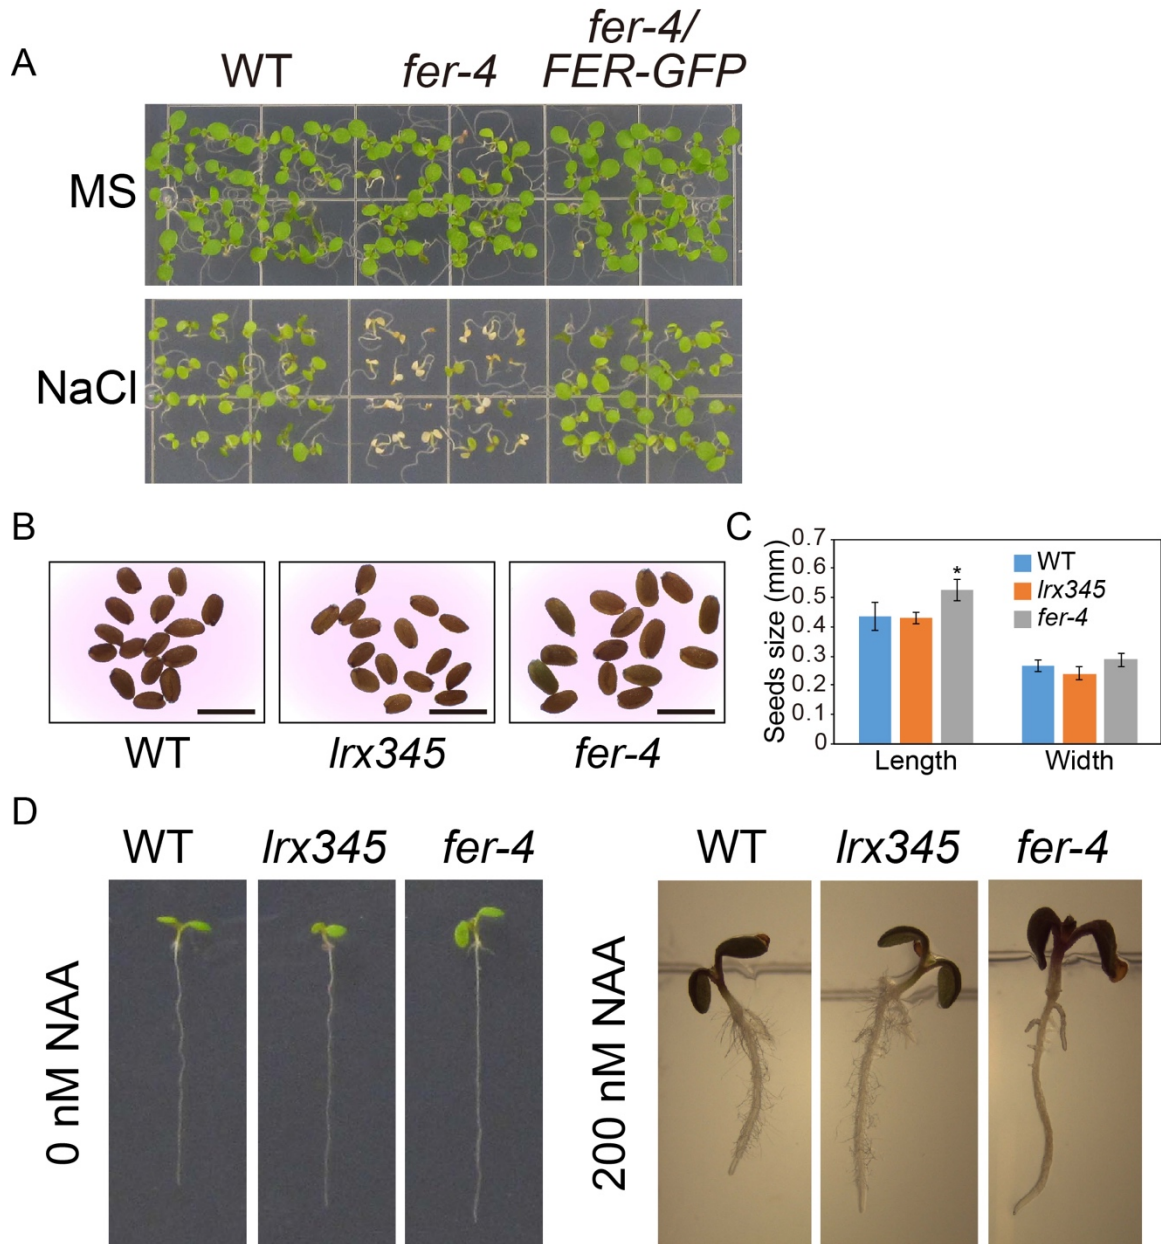 A
WT
fer-4
fer-4/
FER-GFP
MS
NaCl
B
WT
lrx345
fer-4
C
Seeds size (mm)
0.7
0.6
0.5
0.4
0.3
0.2
0.1
0
*
WT
lrx345
fer-4
Length
Width
D
WT
lrx345
fer-4
WT
lrx345
fer-4
0 nM NAA
200 nM NAA